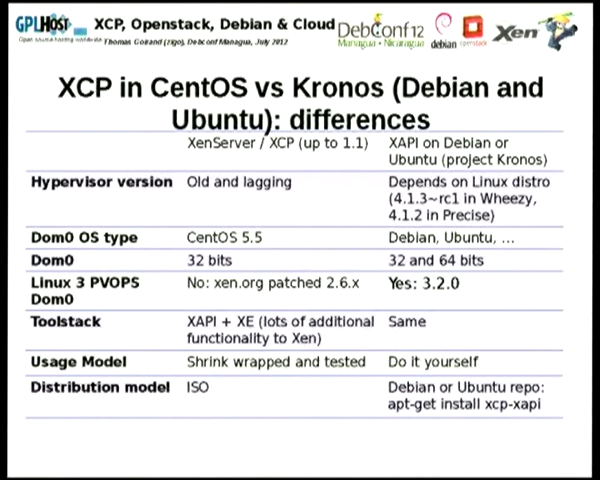 GPLHOST XCP, Openstack, Debian & Cloud
Thomas Goirand (zigo), Debconf Managua, July 2012
DebConf12
Managua • Nicaragua
debian
openstack
Xen
XCP in CentOS vs Kronos (Debian and
Ubuntu): differences
XenServer / XCP (up to 1.1) XAPI on Debian or
Ubuntu (project Kronos)
Hypervisor version Old and lagging Depends on Linux distro
(4.1.3~rc1 in Wheezy,
4.1.2 in Precise)
Dom0 OS type CentOS 5.5 Debian, Ubuntu, ...
Dom0 32 bits 32 and 64 bits
Linux 3 PVOPS No: xen.org patched 2.6.x Yes: 3.2.0
Dom0
Toolstack XAPI + XE (lots of additional Same
functionality to Xen)
Usage Model Shrink wrapped and tested Do it yourself
Distribution model ISO Debian or Ubuntu repo:
apt-get install xcp-xapi